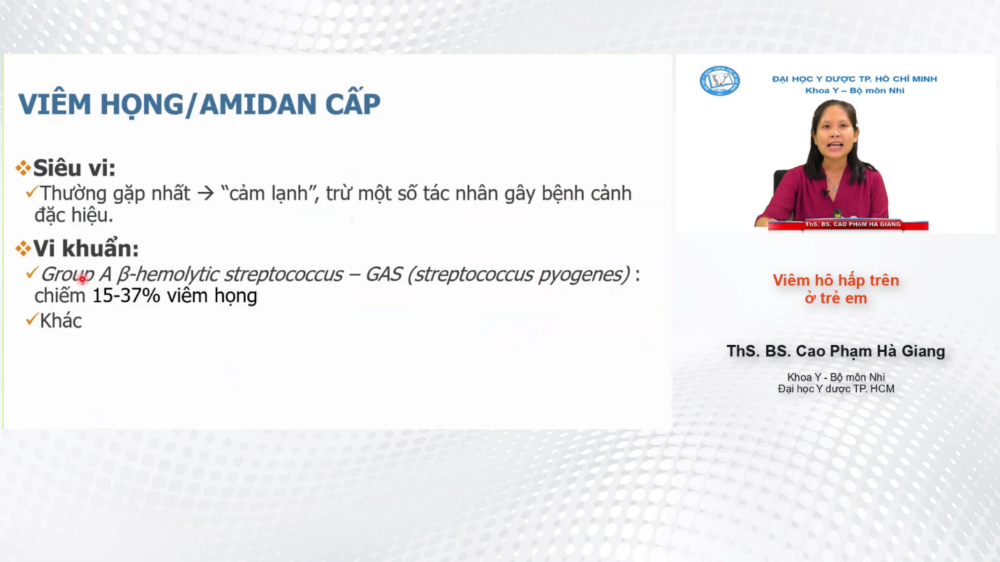 VIÊM HỌNG/AMIDAN CẤP
Siêu vi:
Thường gặp nhất → “cảm lạnh”, trừ một số tác nhân gây bệnh cảnh
đặc hiệu.
Vi khuẩn:
Group A β-hemolytic streptococcus – GAS (streptococcus pyogenes) :
chiếm 15-37% viêm họng
Khác
ĐẠI HỌC Y DƯỢC TP. HỒ CHÍ MINH
Khoa Y – Bộ môn Nhi
ThS. BS. CAO PHẠM HÀ GIANG
Viêm hô hấp trên
ở trẻ em
ThS. BS. Cao Phạm Hà Giang
Khoa Y - Bộ môn Nhi
Đại học Y dược TP. HCM